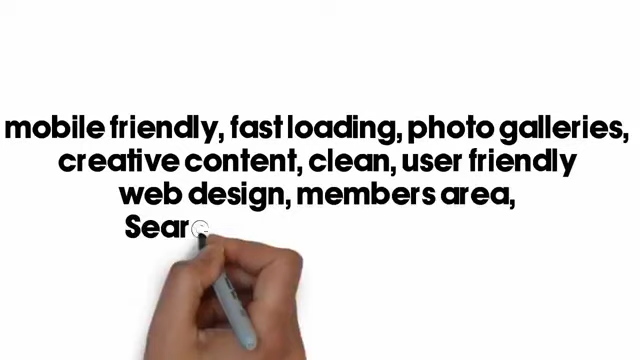 mobile friendly, fast loading, photo galleries,
creative content, clean, user friendly
web design, members area,
Sear